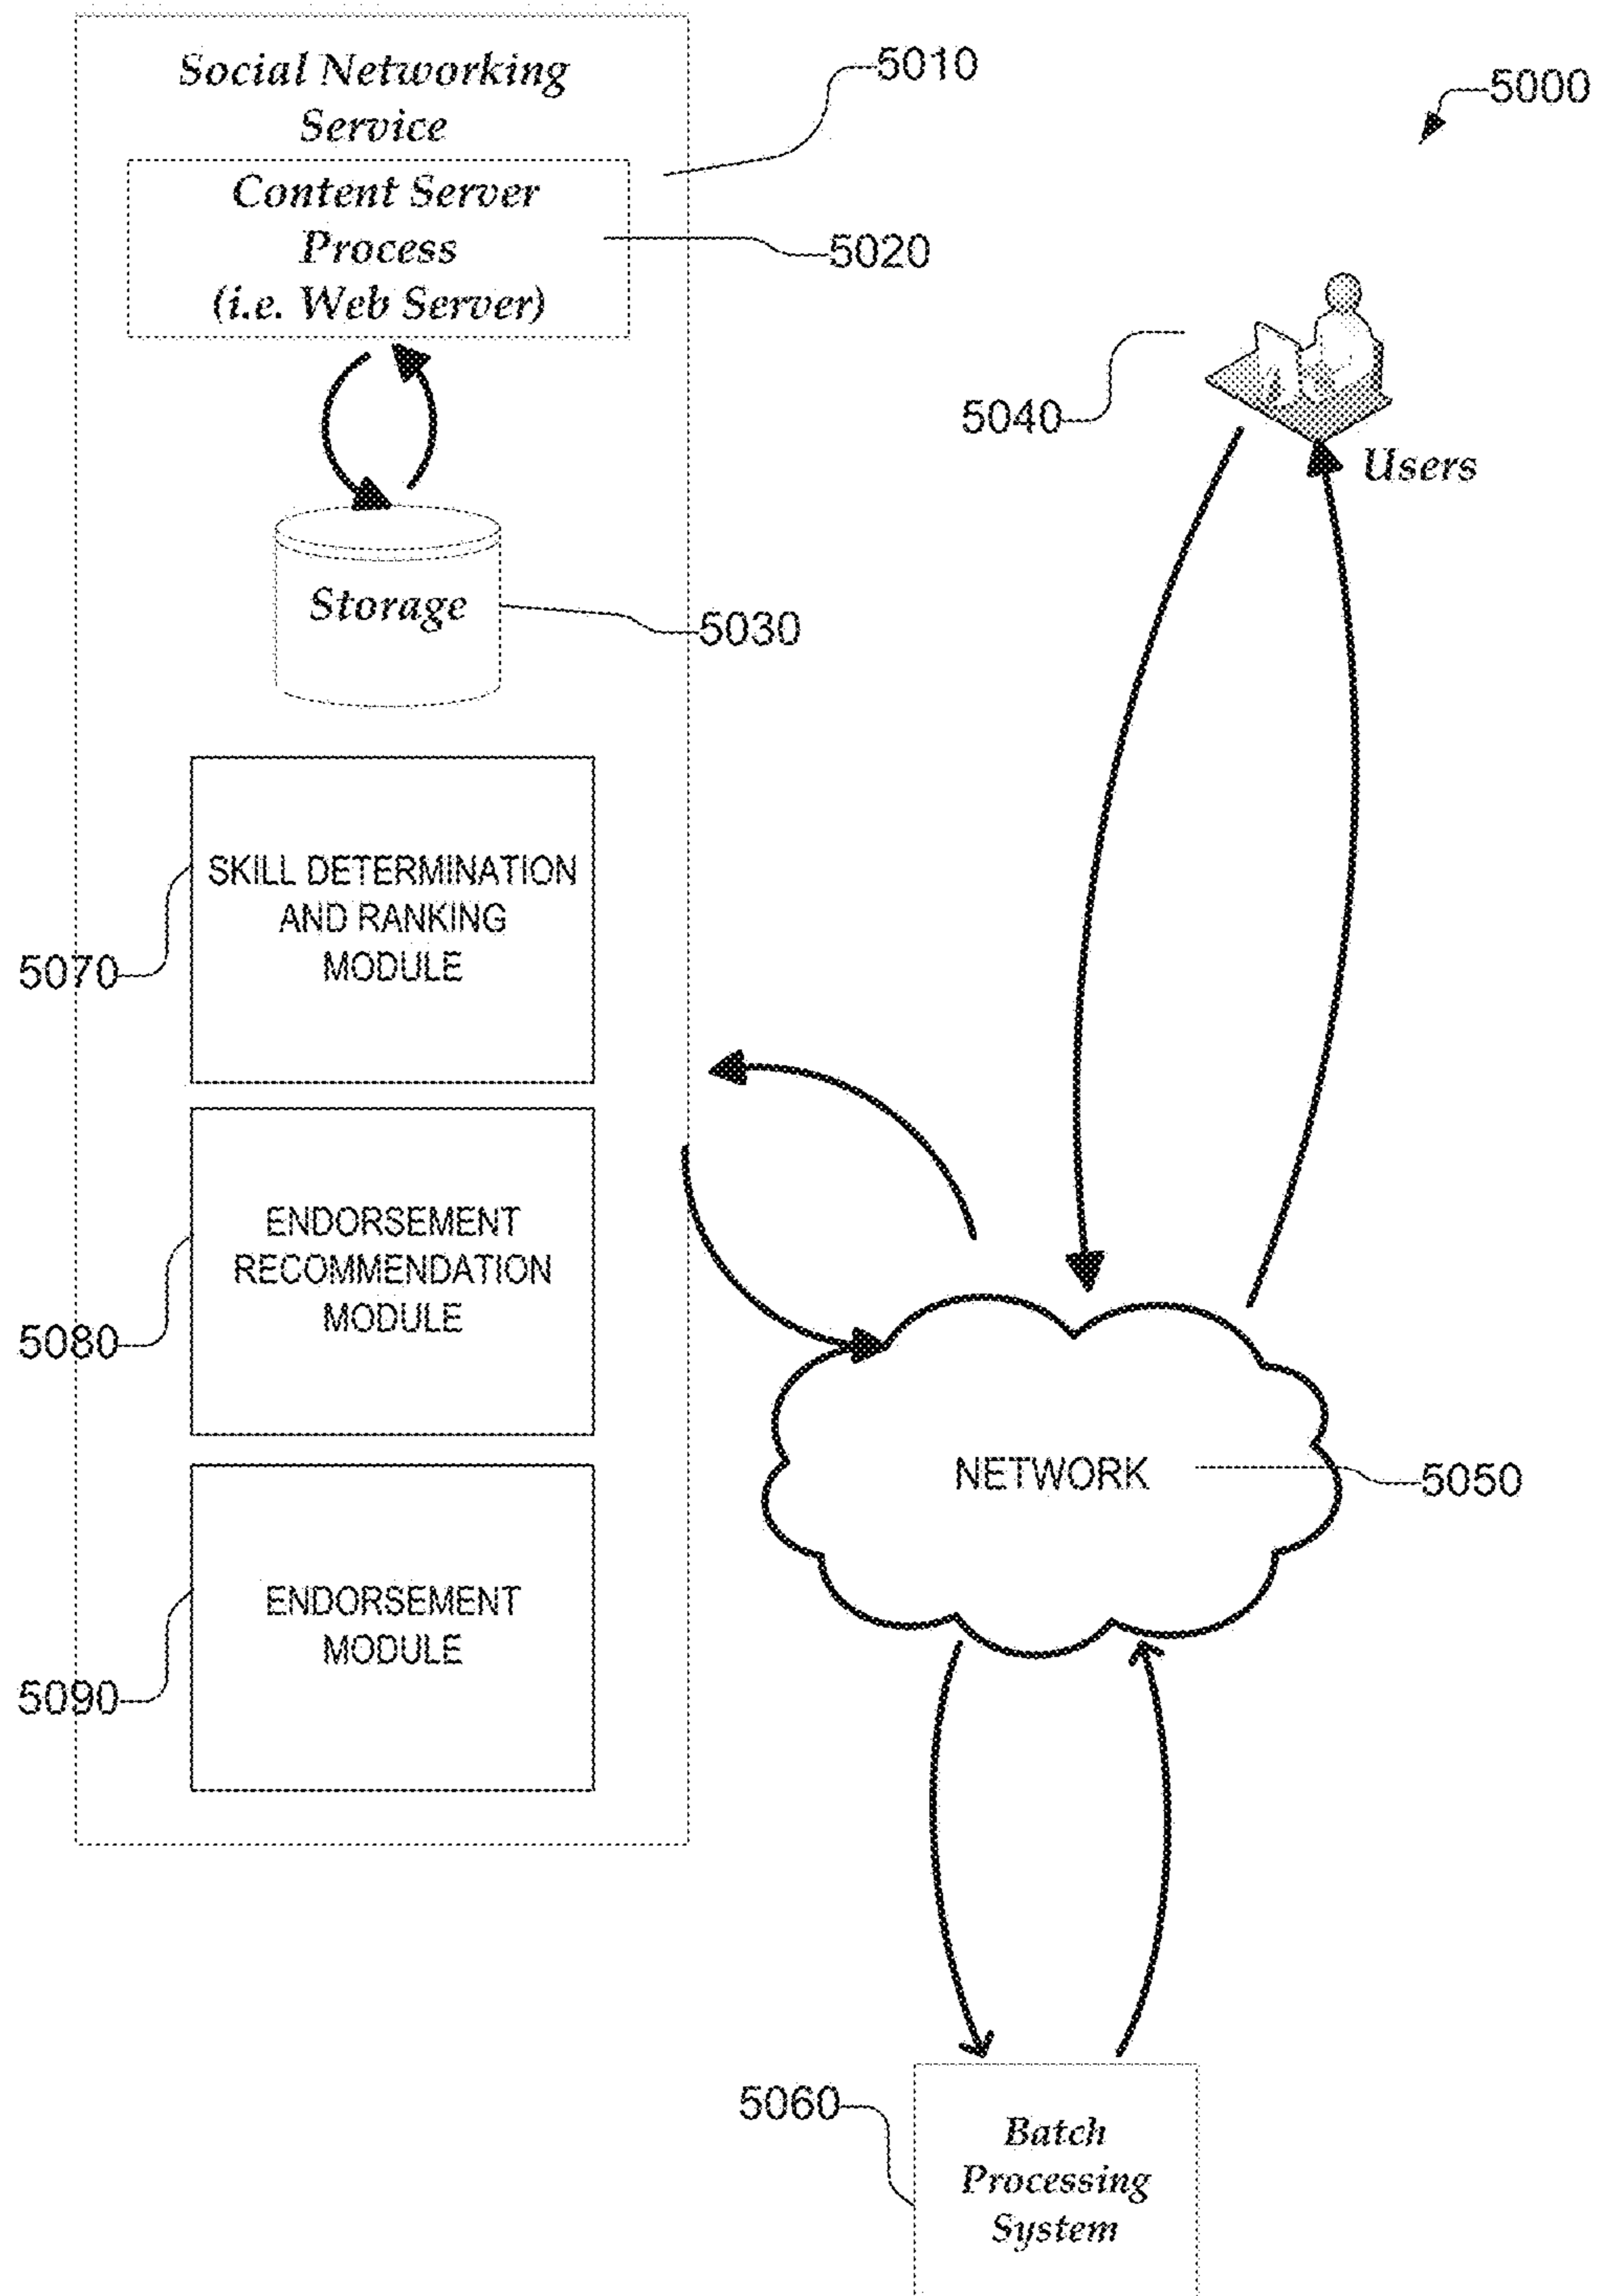 Social Networking
Service
5010
5000
Content Server
Process
(i.e. Web Server)
5020
5040
Users
Storage
5030
SKILL DETERMINATION
AND RANKING
MODULE
5070
ENDORSEMENT
RECOMMENDATION
MODULE
5080
NETWORK
5050
ENDORSEMENT
MODULE
5090
5060
Batch
Processing
System